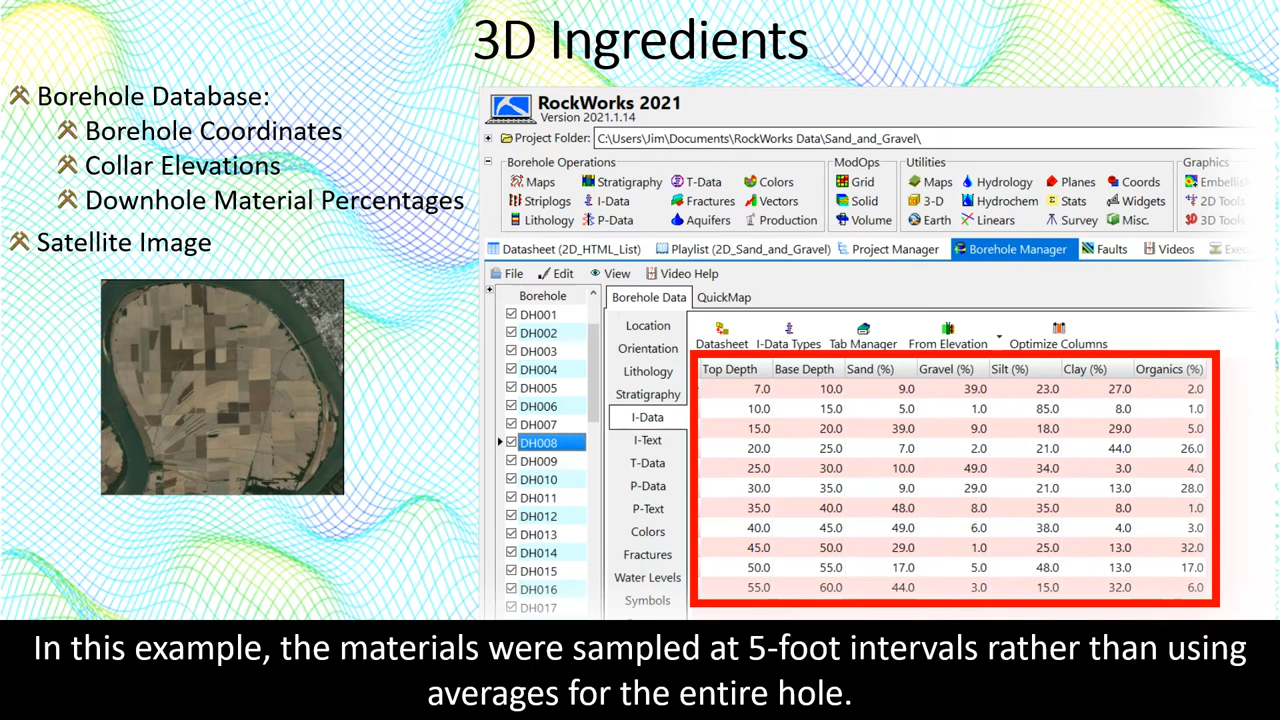 3D Ingredients
Borehole Database:
Borehole Coordinates
Collar Elevations
Downhole Material Percentages
Satellite Image
RockWorks 2021
Version 2021.1.14
Project Folder: C:\Users\Jim\Documents\RockWorks Data\Sand_and_Gravel\
Borehole Operations ModOps Utilities Graphics
Maps Stratigraphy T-Data Colors Grid Maps Hydrology Planes Coords Embellish
Striplogs I-Data Fractures Vectors Solid 3-D Hydrochem Stats Widgets 2D Tools
Lithology P-Data Aquifers Production Volume Earth Linears Survey Misc. 3D Tools
Datasheet (2D_HTML_List) Playlist (2D_Sand_and_Gravel) Project Manager Borehole Manager Faults Videos
File Edit View Video Help
Borehole
DH001
DH002
DH003
DH004
DH005
DH006
DH007
DH008
DH009
DH010
DH011
DH012
DH013
DH014
DH015
DH016
DH017
Borehole Data QuickMap
Location
Orientation
Lithology
Stratigraphy
I-Data
I-Text
T-Data
P-Data
P-Text
Colors
Fractures
Water Levels
Symbols
Datasheet I-Data Types Tab Manager From Elevation Optimize Columns
Top Depth Base Depth Sand (%) Gravel (%) Silt (%) Clay (%) Organics (%)
7.0 10.0 9.0 39.0 23.0 27.0 2.0
10.0 15.0 5.0 1.0 85.0 8.0 1.0
15.0 20.0 39.0 9.0 18.0 29.0 5.0
20.0 25.0 7.0 2.0 21.0 44.0 26.0
25.0 30.0 10.0 49.0 34.0 3.0 4.0
30.0 35.0 9.0 29.0 21.0 13.0 28.0
35.0 40.0 48.0 8.0 35.0 8.0 1.0
40.0 45.0 49.0 6.0 38.0 4.0 3.0
45.0 50.0 29.0 1.0 25.0 13.0 32.0
50.0 55.0 17.0 5.0 48.0 13.0 17.0
55.0 60.0 44.0 3.0 15.0 32.0 6.0
In this example, the materials were sampled at 5-foot intervals rather than using
averages for the entire hole.